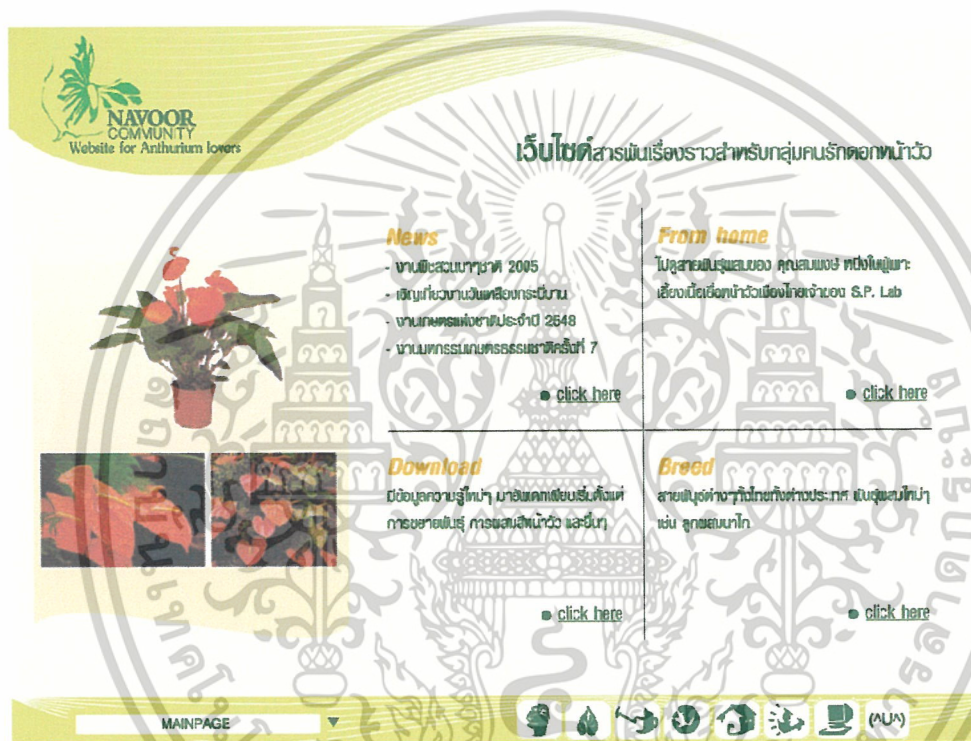 NAVOOR
COMMUNITY
Website for Anthurium lovers
เว็บไซต์สารพันเรื่องราวสำหรับกลุ่มคนรักดอกหน้าวัว
News
- งานพืชสวนนานาชาติ 2005
- เชิญเที่ยวงานวันเหลืองกระบี่บาน
- งานเกษตรแห่งชาติประจำปี 2548
- งานมหกรรมเกษตรธรรมชาติครั้งที่ 7
click here
From home
ไปดูสายพันธุ์ผสมของ คุณสมพงษ์ หนึ่งในผู้เพาะ
เลี้ยงเนื้อเยื่อหน้าวัวเมืองไทยเจ้าของ S.P. Lab
click here
Download
มีข้อมูลความรู้ใหม่ๆ มาอัพเดทเพียบเริ่มตั้งแต่
การขยายพันธุ์ การผสมสีหน้าวัว และอื่นๆ
click here
Breed
สายพันธุ์ต่างๆทั้งไทยทั้งต่างประเทศ พันธุ์ผสมใหม่ๆ
เช่น ลูกผสมนาโก
click here
MAINPAGE
(^U^)